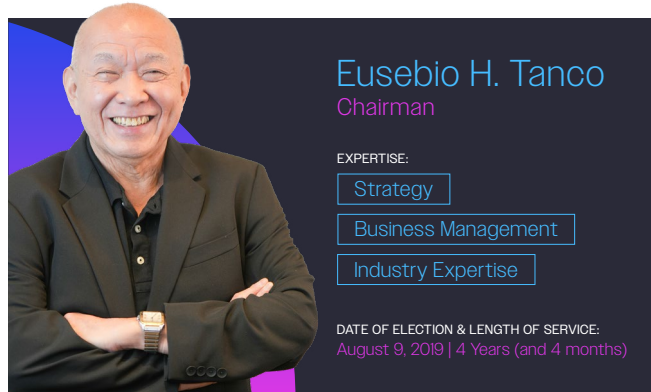 Eusebio H. Tanco
Chairman
EXPERTISE:
Strategy
Business Management
Industry Expertise
DATE OF ELECTION & LENGTH OF SERVICE:
August 9, 2019 | 4 Years (and 4 months)